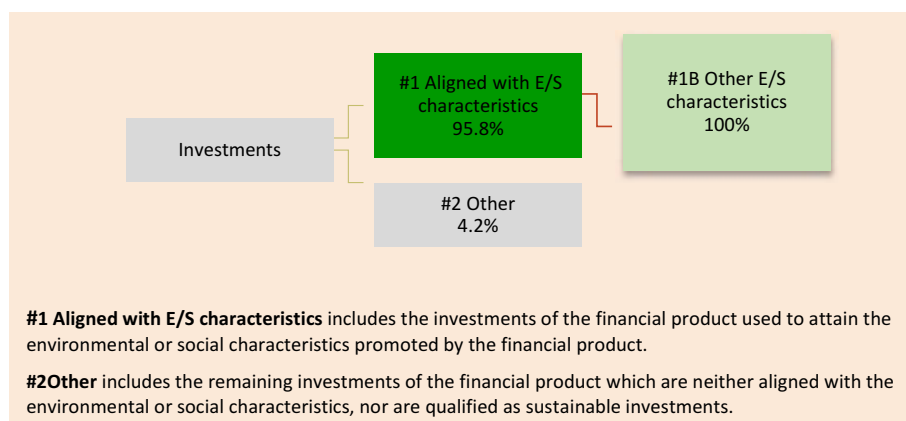 Investments
#1 Aligned with E/S
characteristics
95.8%
#1B Other E/S
characteristics
100%
#2 Other
4.2%
#1 Aligned with E/S characteristics includes the investments of the financial product used to attain the
environmental or social characteristics promoted by the financial product.
#2Other includes the remaining investments of the financial product which are neither aligned with the
environmental or social characteristics, nor are qualified as sustainable investments.